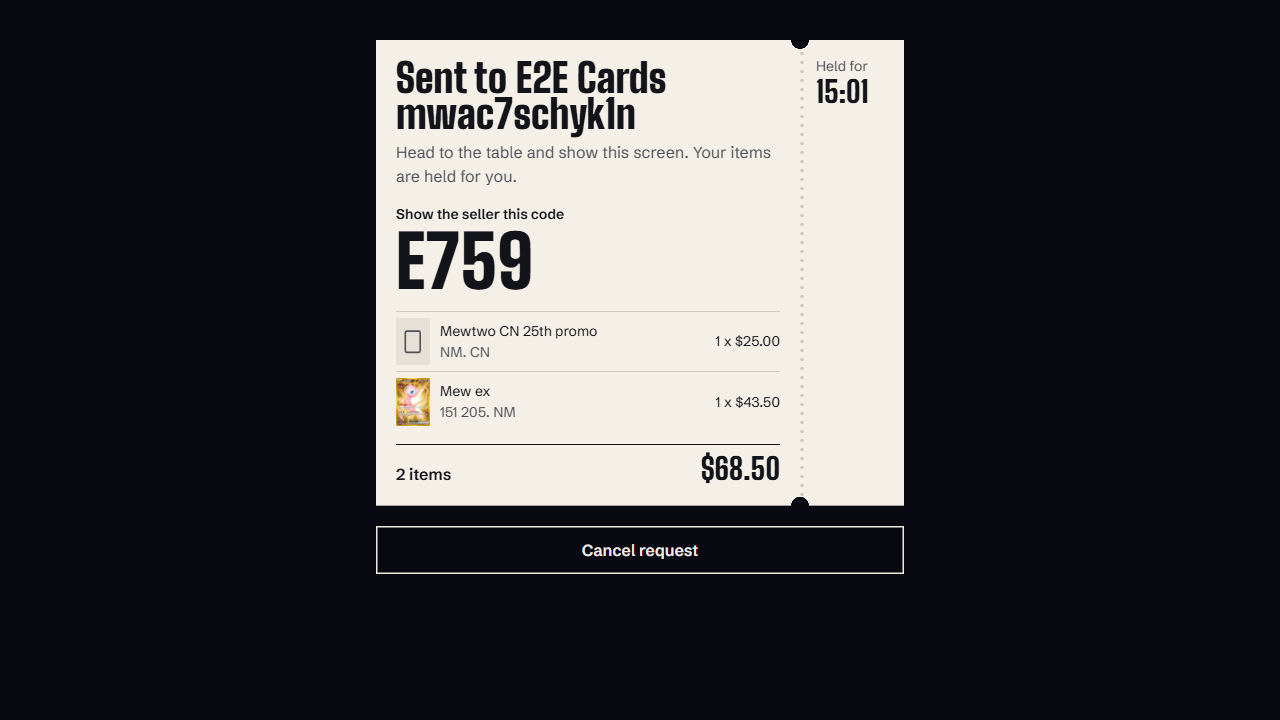 Sent to E2E Cards
mwac7schyk1n
Head to the table and show this screen. Your items
are held for you.
Show the seller this code
E759
Mewtwo CN 25th promo
NM. CN
1 x $25.00
Mew ex
151 205. NM
1 x $43.50
2 items
$68.50
Held for
15:01
Cancel request